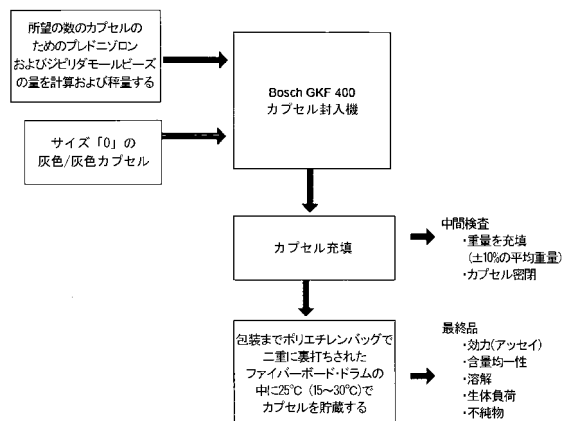 所望の数のカプセルの
ためのプレドニゾロン
およびジピリダモールビーズ
の量を計算および秤量する
Bosch GKF 400
カプセル封入機
サイズ「0」の
灰色/灰色カプセル
カプセル充填
中間検査
・重量を充填
(±10%の平均重量)
・カプセル密閉
包装までポリエチレンバッグで
二重に裏打ちされた
ファイバーボード・ドラムの
中に25℃ (15~30℃)で
カプセルを貯蔵する
最終品
・効力(アッセイ)
・含量均一性
・溶解
・生体負荷
・不純物